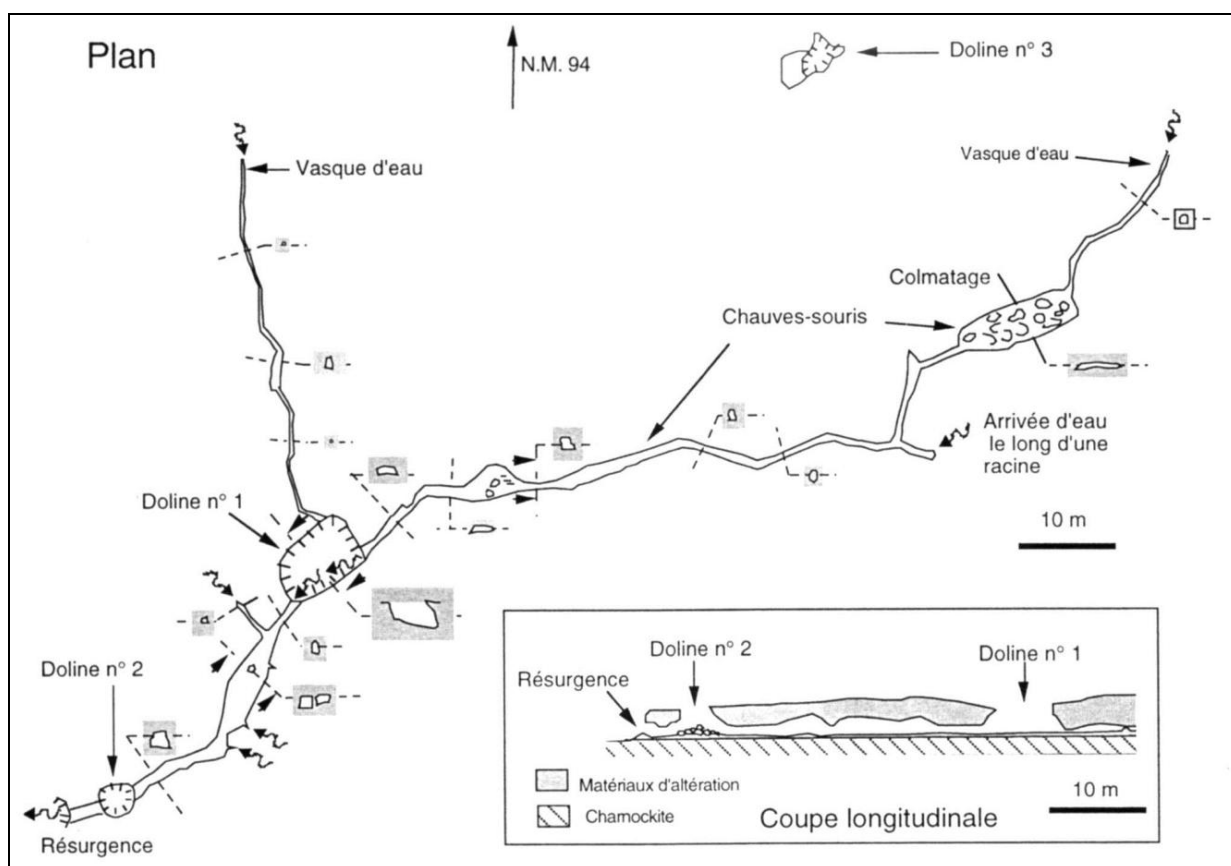 Plan
N.M. 94
Doline n° 3
Vasque d'eau
Vasque d'eau
Colmatage
Chauves-souris
Arrivée d'eau
le long d'une
racine
Doline n° 1
10 m
Doline n° 2
Résurgence
Doline n° 2
Doline n° 1
Résurgence
Matériaux d'altération
Chamockite
10 m
Coupe longitudinale